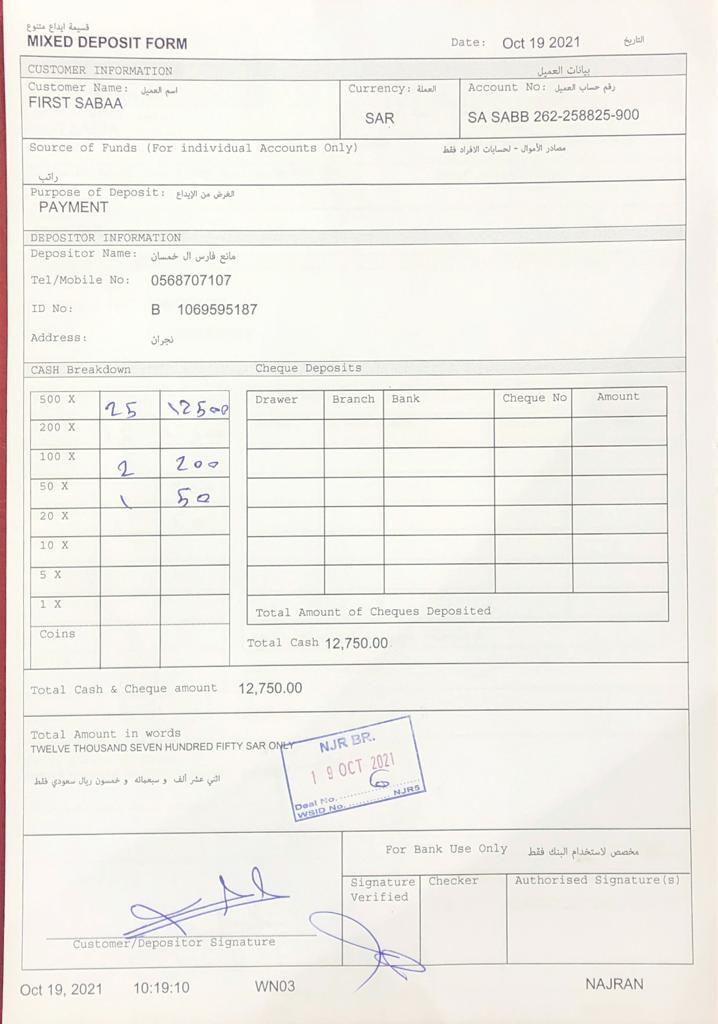 قسيمة ايداع متنوع
MIXED DEPOSIT FORM Date: Oct 19 2021 التاريخ
CUSTOMER INFORMATION بيانات العميل
Customer Name: اسم العميل Currency: العملة Account No: رقم حساب العميل
FIRST SABAA SAR SA SABB 262-258825-900
Source of Funds (For individual Accounts Only) مصادر الأموال - لحسابات الافراد فقط
راتب
Purpose of Deposit: الغرض من الإيداع
PAYMENT
DEPOSITOR INFORMATION
Depositor Name: مانع فارس ال خمسان
Tel/Mobile No: 0568707107
ID No: B 1069595187
Address: نجران
CASH Breakdown Cheque Deposits
500 X 25 12500 Drawer Branch Bank Cheque No Amount
200 X
100 X 2 200
50 X 1 50
20 X
10 X
5 X
1 X Total Amount of Cheques Deposited
Coins Total Cash 12,750.00
Total Cash & Cheque amount 12,750.00
Total Amount in words
TWELVE THOUSAND SEVEN HUNDRED FIFTY SAR ONLY
اثني عشر ألف و سبعمائه و خمسون ريال سعودي فقط
NJR BR.
19 OCT 2021
6
Deal No.
WSID No. NJR5
For Bank Use Only مخصص لاستخدام البنك فقط
Signature Verified Checker Authorised Signature(s)
Customer/Depositor Signature
Oct 19, 2021 10:19:10 WN03 NAJRAN